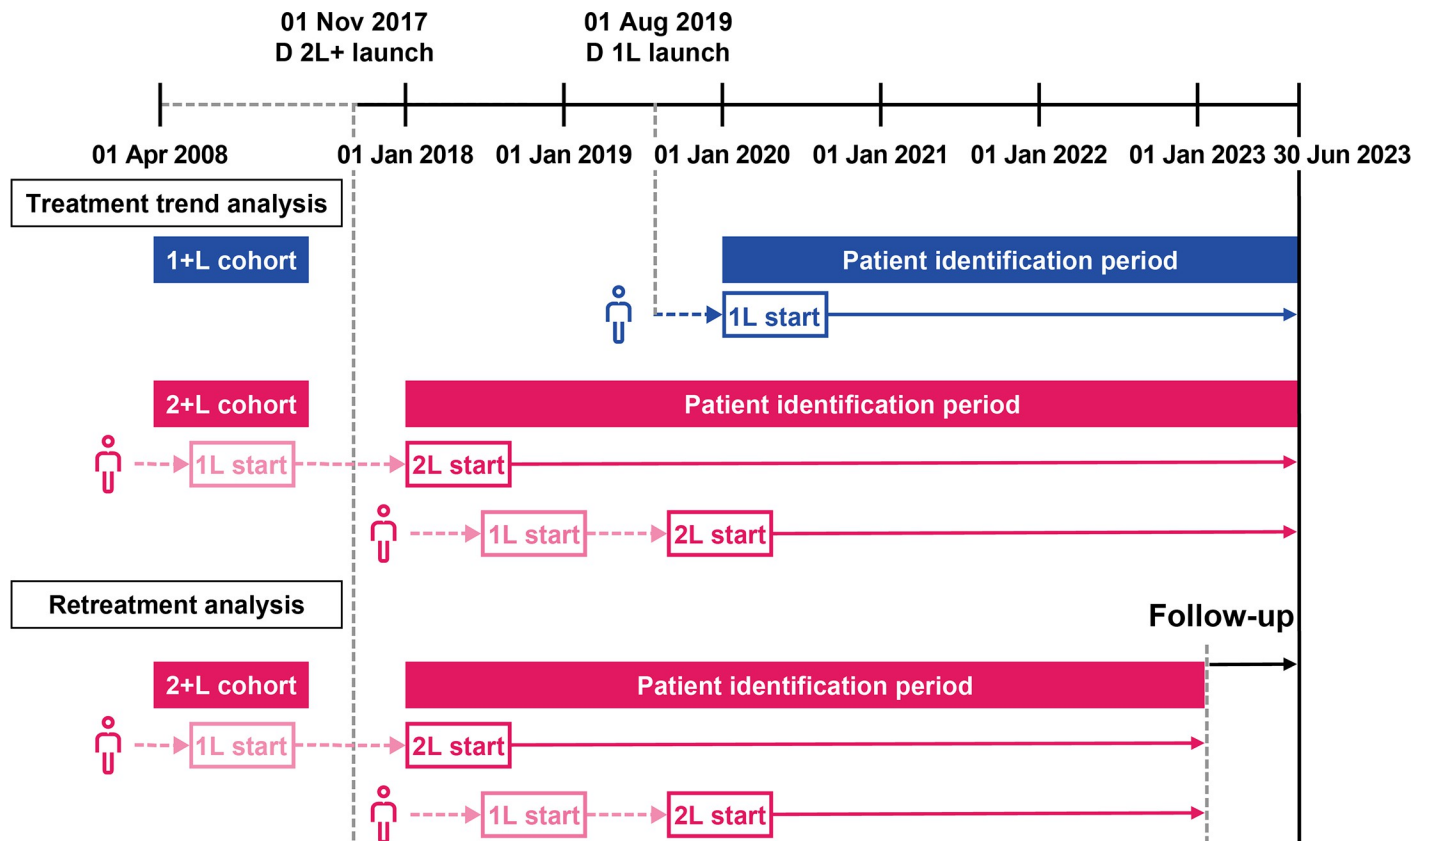 01 Nov 2017
D 2L+ launch
01 Aug 2019
D 1L launch
01 Apr 2008
01 Jan 2018
01 Jan 2019
01 Jan 2020
01 Jan 2021
01 Jan 2022
01 Jan 2023
30 Jun 2023
Treatment trend analysis
1+L cohort
Patient identification period
1L start
2+L cohort
Patient identification period
1L start
2L start
1L start
2L start
Retreatment analysis
Follow-up
2+L cohort
Patient identification period
1L start
2L start
1L start
2L start